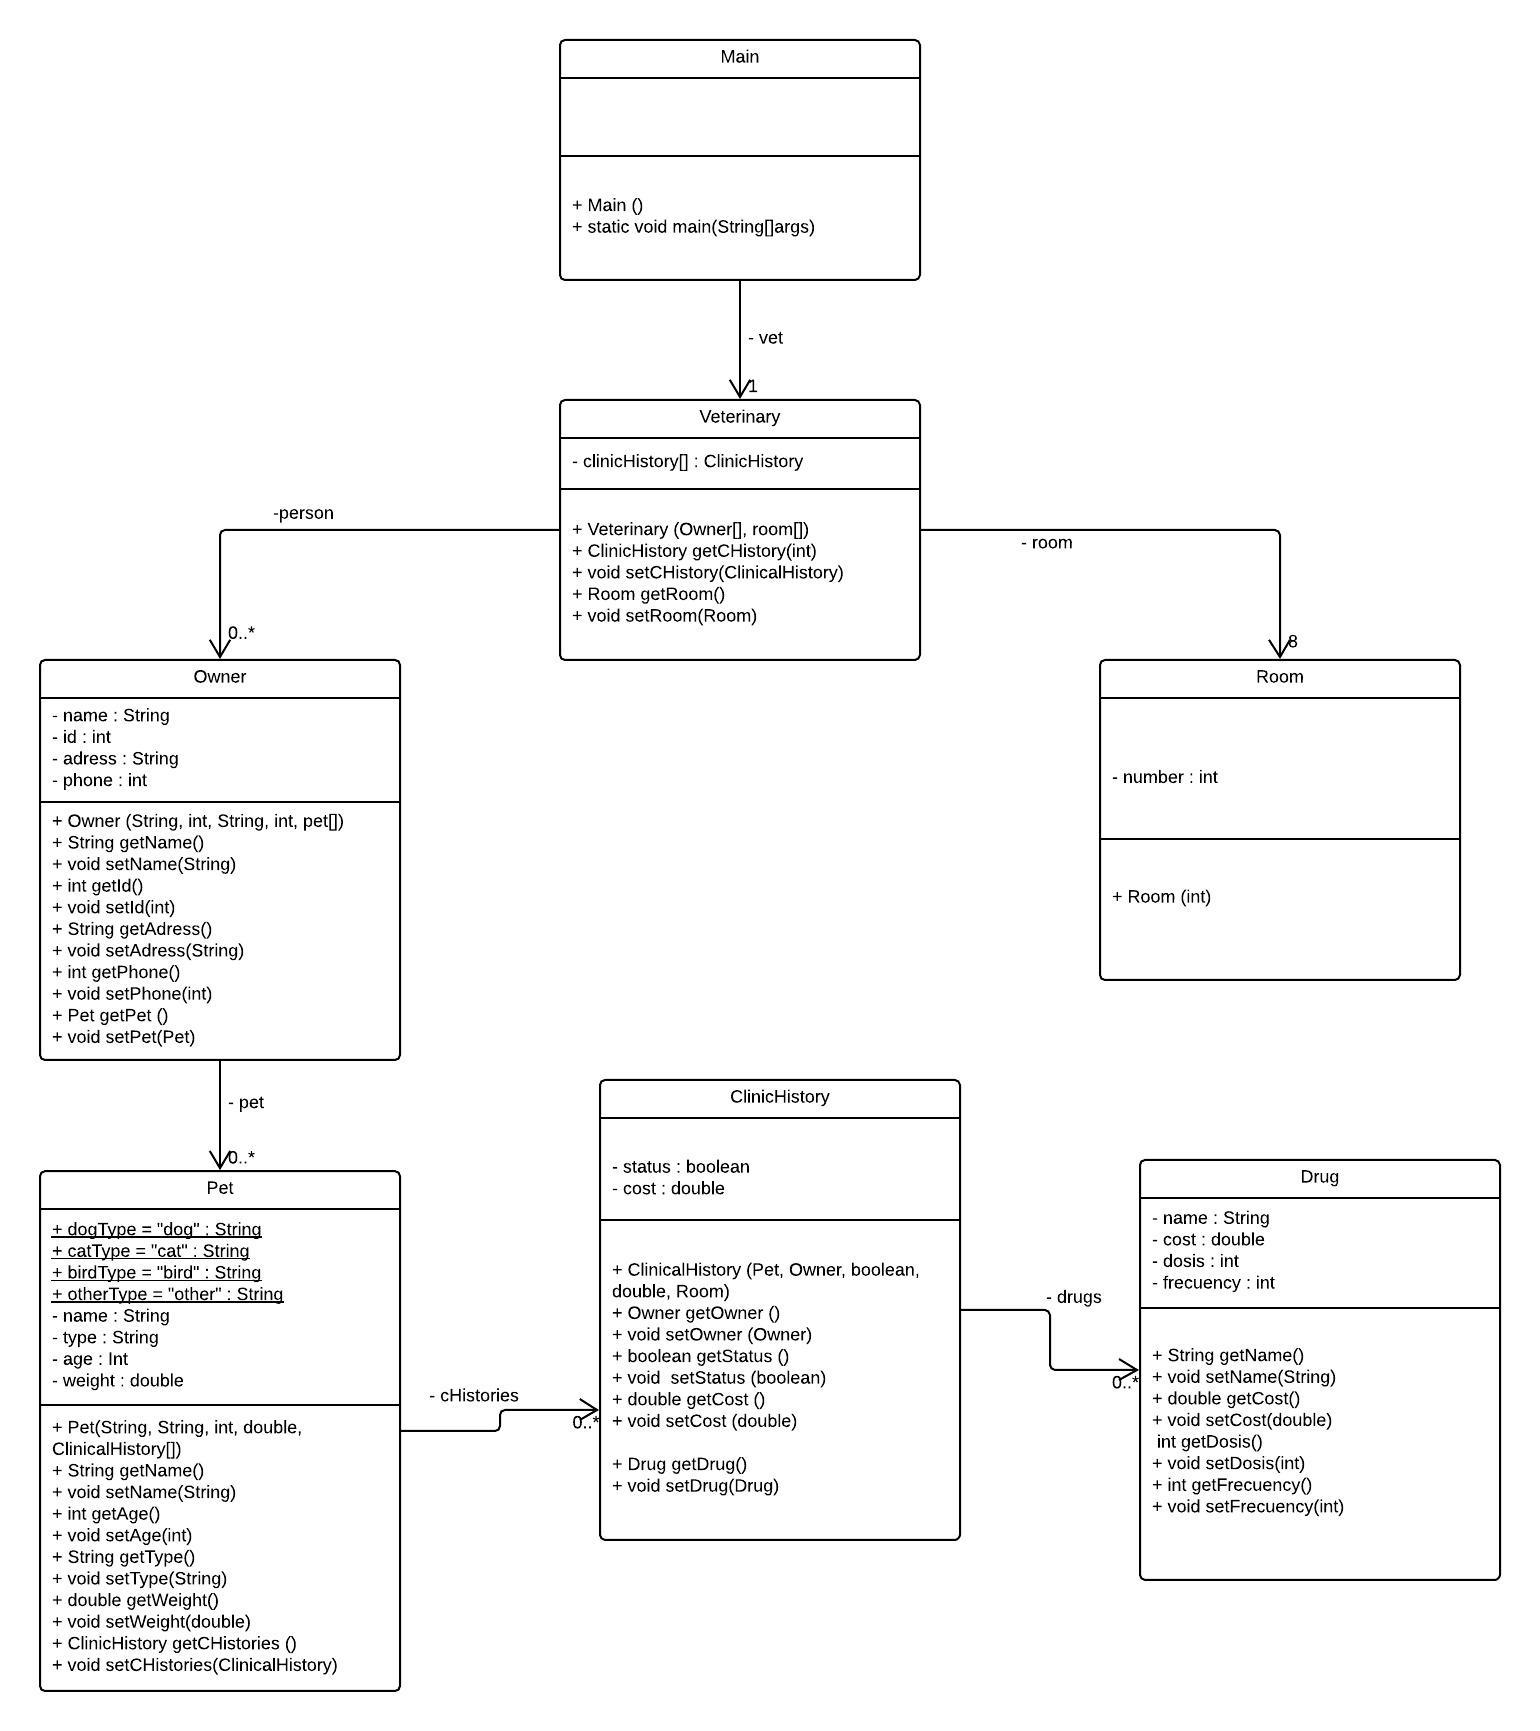 Main
+ Main ()
+ static void main(String[]args)
- vet
1
Veterinary
- clinicHistory[] : ClinicHistory
+ Veterinary (Owner[], room[])
+ ClinicHistory getCHistory(int)
+ void setCHistory(ClinicalHistory)
+ Room getRoom()
+ void setRoom(Room)
-person
0..*
- room
8
Owner
- name : String
- id : int
- adress : String
- phone : int
+ Owner (String, int, String, int, pet[])
+ String getName()
+ void setName(String)
+ int getId()
+ void setId(int)
+ String getAdress()
+ void setAdress(String)
+ int getPhone()
+ void setPhone(int)
+ Pet getPet ()
+ void setPet(Pet)
Room
- number : int
+ Room (int)
- pet
0..*
Pet
+ dogType = "dog" : String
+ catType = "cat" : String
+ birdType = "bird" : String
+ otherType = "other" : String
- name : String
- type : String
- age : Int
- weight : double
+ Pet(String, String, int, double,
ClinicalHistory[])
+ String getName()
+ void setName(String)
+ int getAge()
+ void setAge(int)
+ String getType()
+ void setType(String)
+ double getWeight()
+ void setWeight(double)
+ ClinicHistory getCHistories ()
+ void setCHistories(ClinicalHistory)
- cHistories
0..*
ClinicHistory
- status : boolean
- cost : double
+ ClinicalHistory (Pet, Owner, boolean,
double, Room)
+ Owner getOwner ()
+ void setOwner (Owner)
+ boolean getStatus ()
+ void  setStatus (boolean)
+ double getCost ()
+ void setCost (double)
+ Drug getDrug()
+ void setDrug(Drug)
- drugs
0..*
Drug
- name : String
- cost : double
- dosis : int
- frecuency : int
+ String getName()
+ void setName(String)
+ double getCost()
+ void setCost(double)
int getDosis()
+ void setDosis(int)
+ int getFrecuency()
+ void setFrecuency(int)